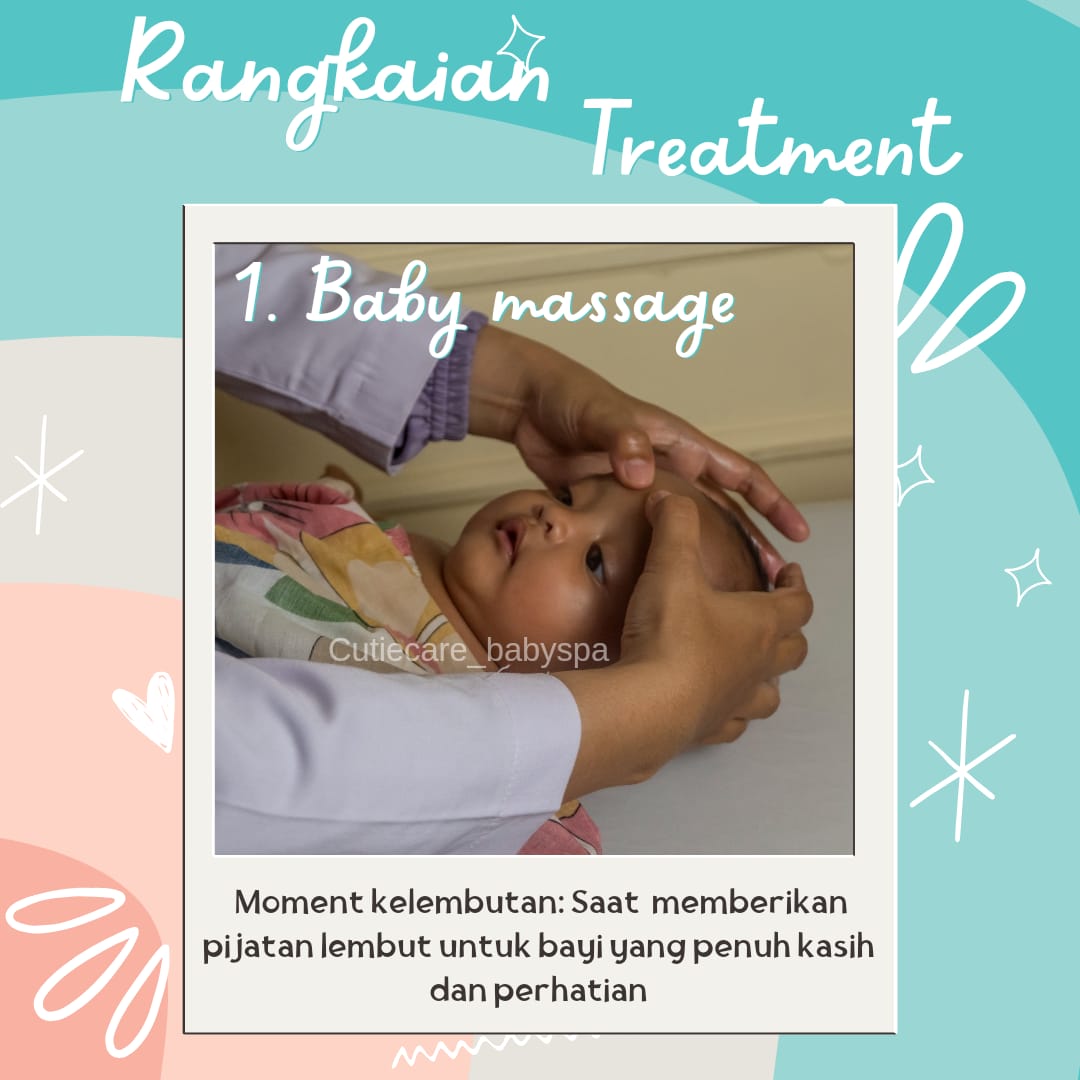 Rangkaian
Treatment
1. Baby massage
Cutiecare_babyspa
Moment kelembutan: Saat memberikan
pijatan lembut untuk bayi yang penuh kasih
dan perhatian